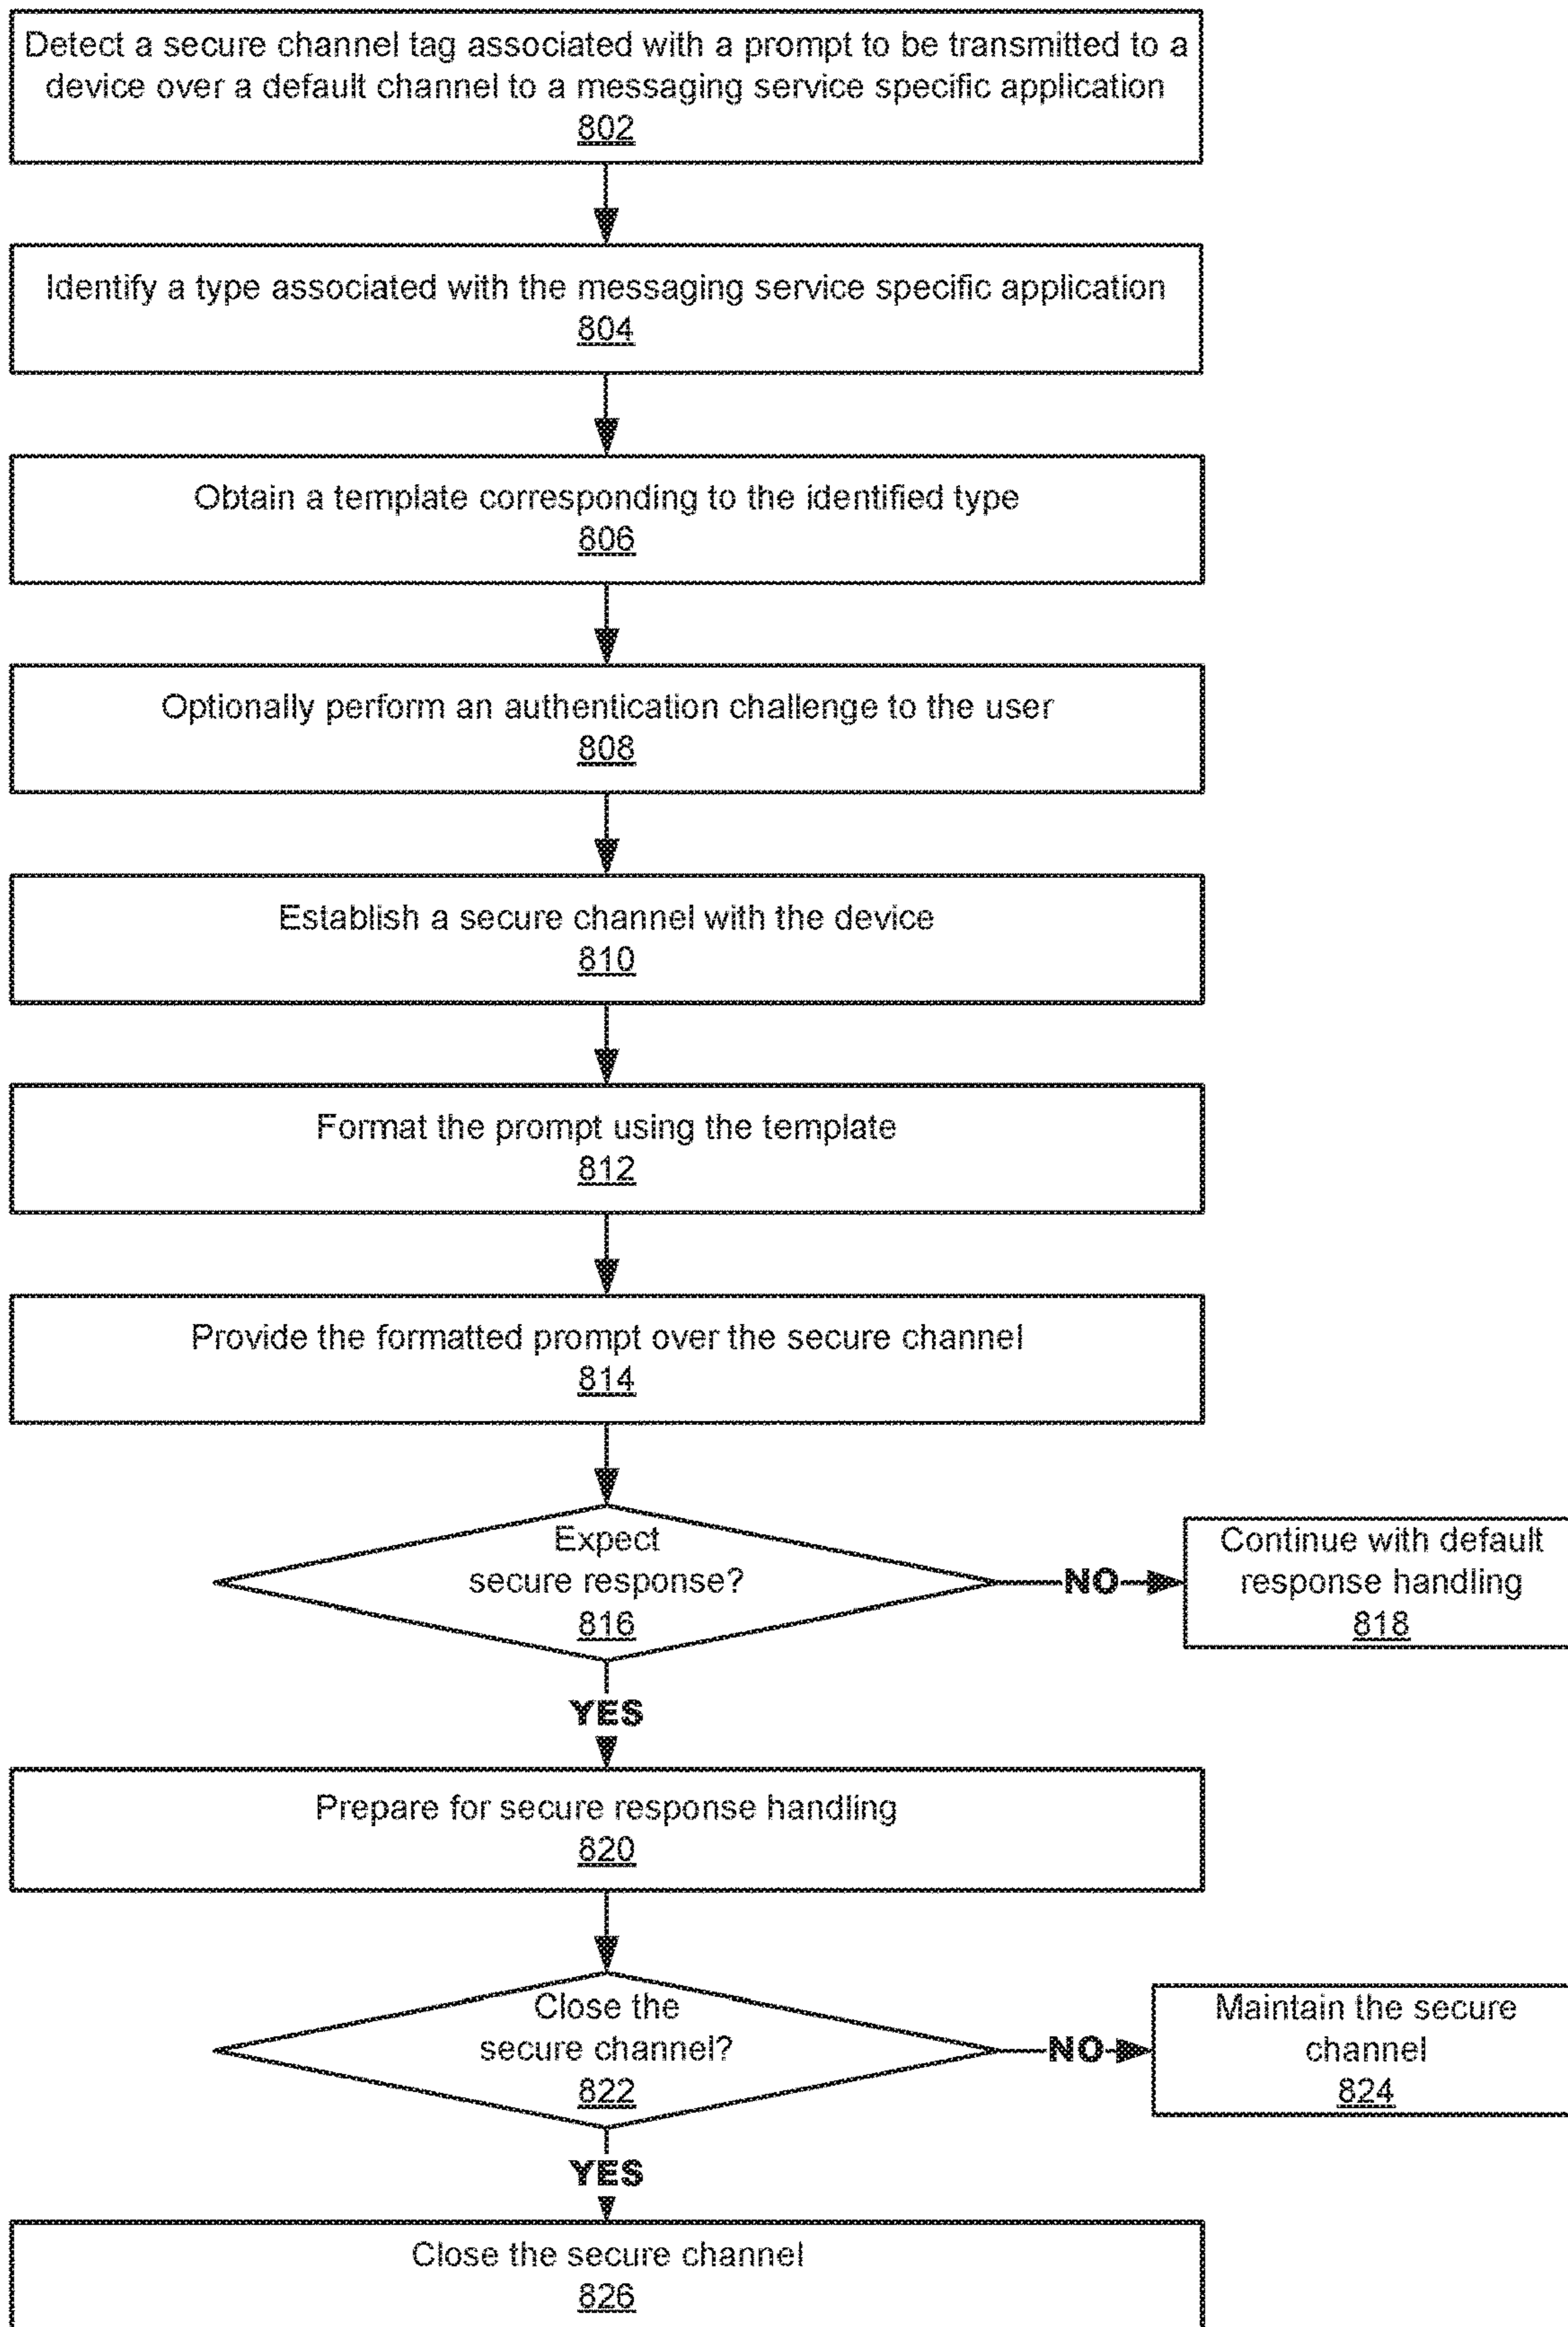 Detect a secure channel tag associated with a prompt to be transmitted to a
device over a default channel to a messaging service specific application
802
Identify a type associated with the messaging service specific application
804
Obtain a template corresponding to the identified type
806
Optionally perform an authentication challenge to the user
808
Establish a secure channel with the device
810
Format the prompt using the template
812
Provide the formatted prompt over the secure channel
814
Expect
secure response?
816
NO
Continue with default
response handling
818
YES
Prepare for secure response handling
820
Close the
secure channel?
822
NO
Maintain the secure
channel
824
YES
Close the secure channel
826